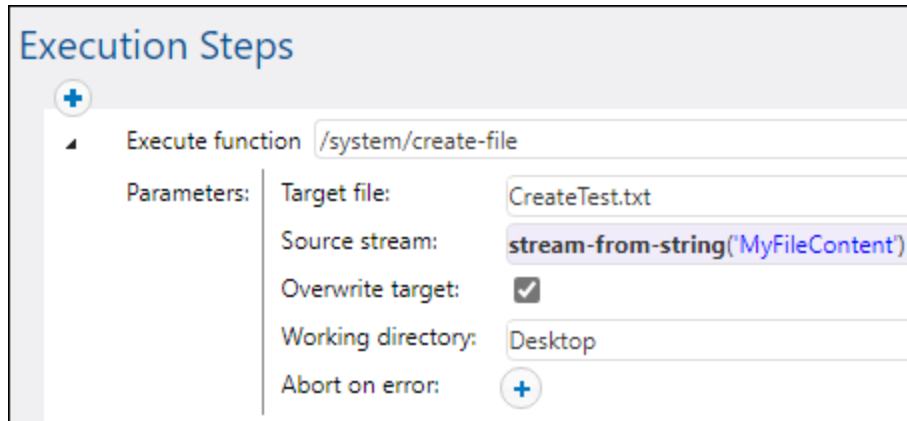 Execution Steps
Execute function /system/create-file
Parameters: Target file: CreateTest.txt
Source stream: stream-from-string('MyFileContent')
Overwrite target:
Working directory: Desktop
Abort on error: